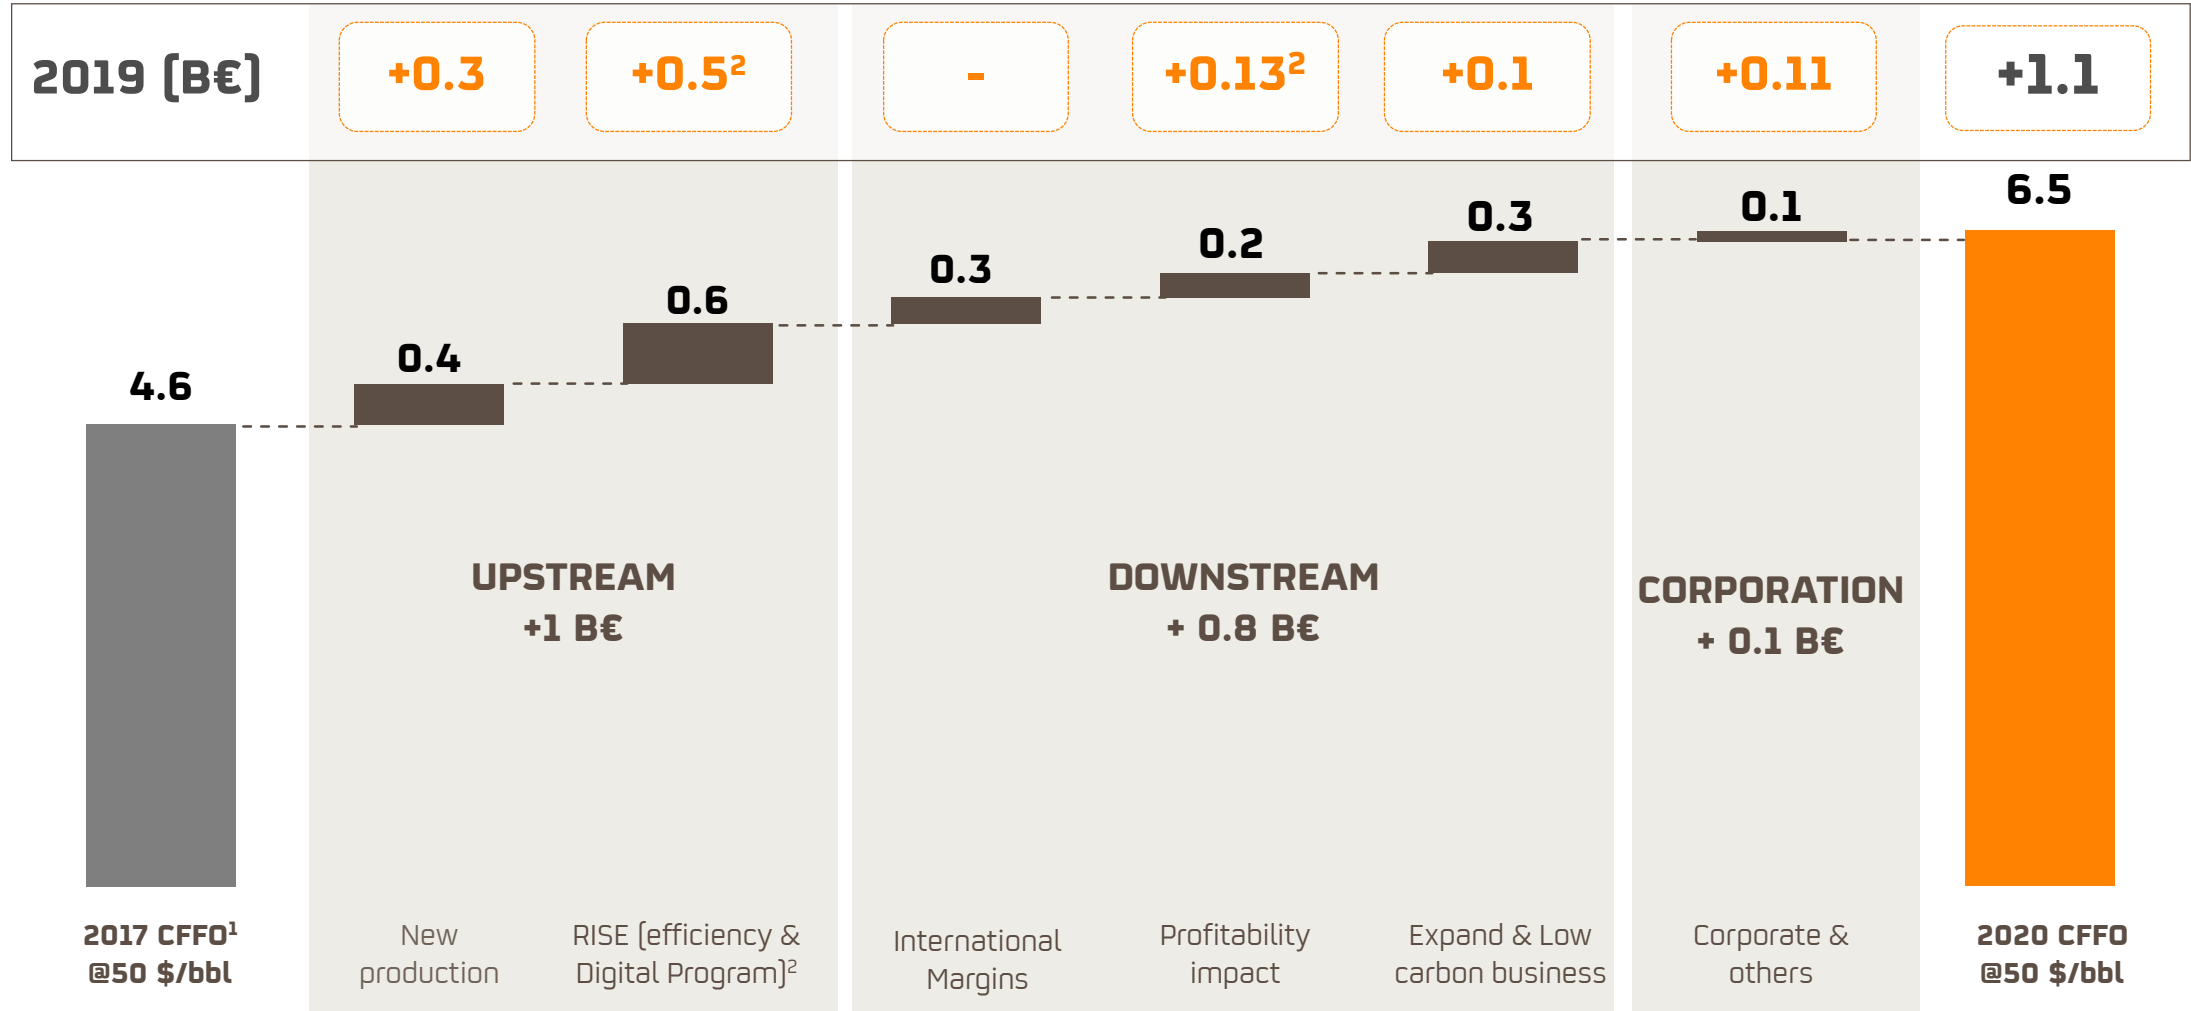 2019 (B€)
+0.3
+0.5²
-
+0.13²
+0.1
+0.11
+1.1
4.6
0.4
0.6
0.3
0.2
0.3
0.1
6.5
UPSTREAM
+1 B€
DOWNSTREAM
+ 0.8 B€
CORPORATION
+ 0.1 B€
2017 CFFO¹
@50 $/bbl
New
production
RISE (efficiency &
Digital Program)²
International
Margins
Profitability
impact
Expand & Low
carbon business
Corporate &
others
2020 CFFO
@50 $/bbl